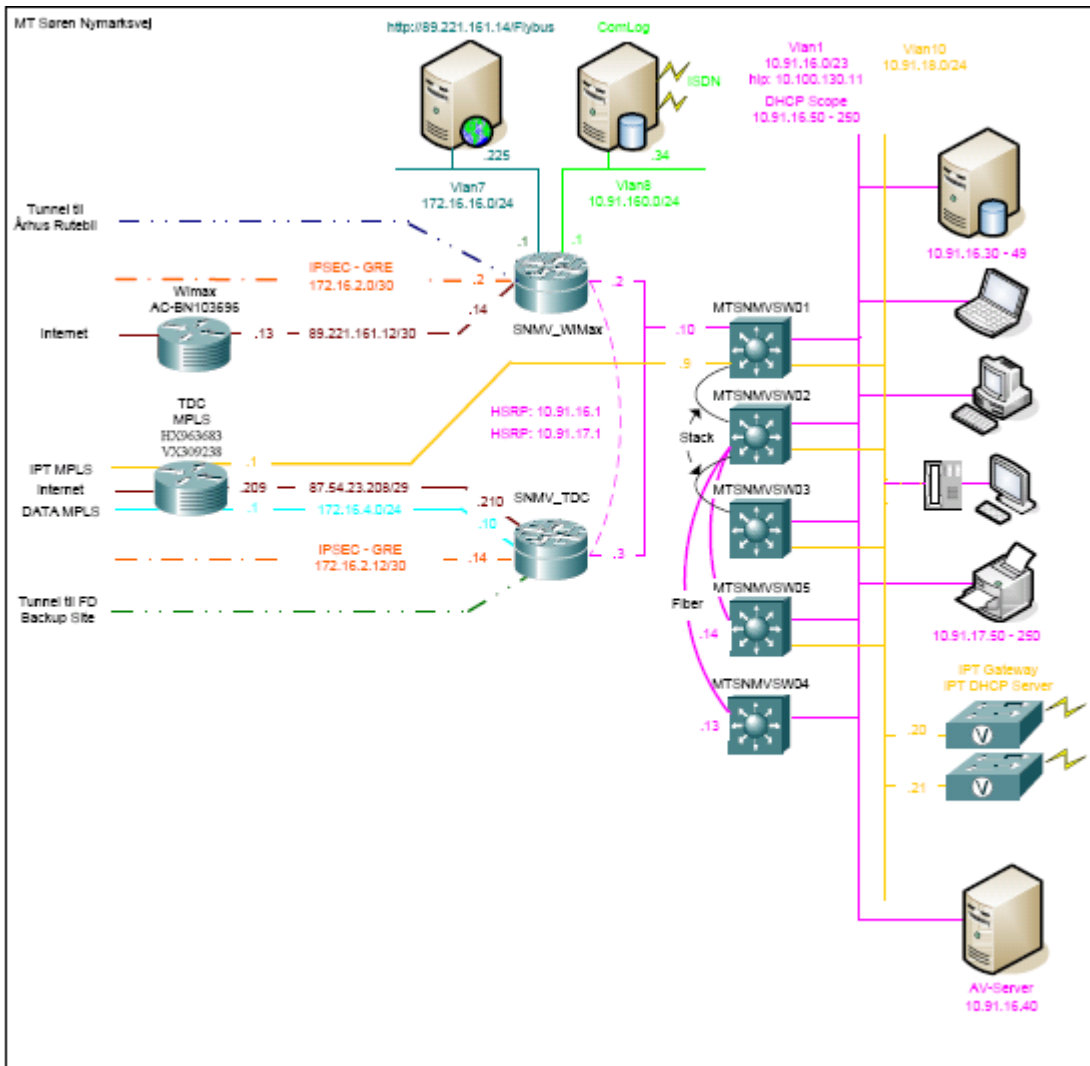 MT Søren Nymarksvej
http://89.221.161.14/Flybus
ComLog
ISDN
Vlan1
10.91.16.0/23
hlp: 10.100.130.11
DHCP Scope
10.91.16.50 - 250
Vlan10
10.91.18.0/24
.225
Vlan7
172.16.16.0/24
.34
Vlan8
10.91.160.0/24
Tunnel til
Århus Rutebil
.1
.1
IPSEC - GRE
172.16.2.0/30
.2
.2
Wimax
AC-BN103695
Internet
.13
89.221.161.12/30
.14
SNMV_WiMax
10.91.16.30 - 49
MTSNMVSW01
.10
.9
TDC
MPLS
HX963683
VX309238
HSRP: 10.91.16.1
HSRP: 10.91.17.1
MTSNMVSW02
Stack
IPT MPLS
.1
Internet
.209
87.54.23.208/29
.210
SNMV_TDC
MTSNMVSW03
DATA MPLS
.1
172.16.4.0/24
.10
IPSEC - GRE
172.16.2.12/30
.14
.3
Tunnel til FD
Backup Site
Fiber
MTSNMVSW05
.14
10.91.17.50 - 250
MTSNMVSW04
.13
IPT Gateway
IPT DHCP Server
.20
V
.21
V
AV-Server
10.91.16.40